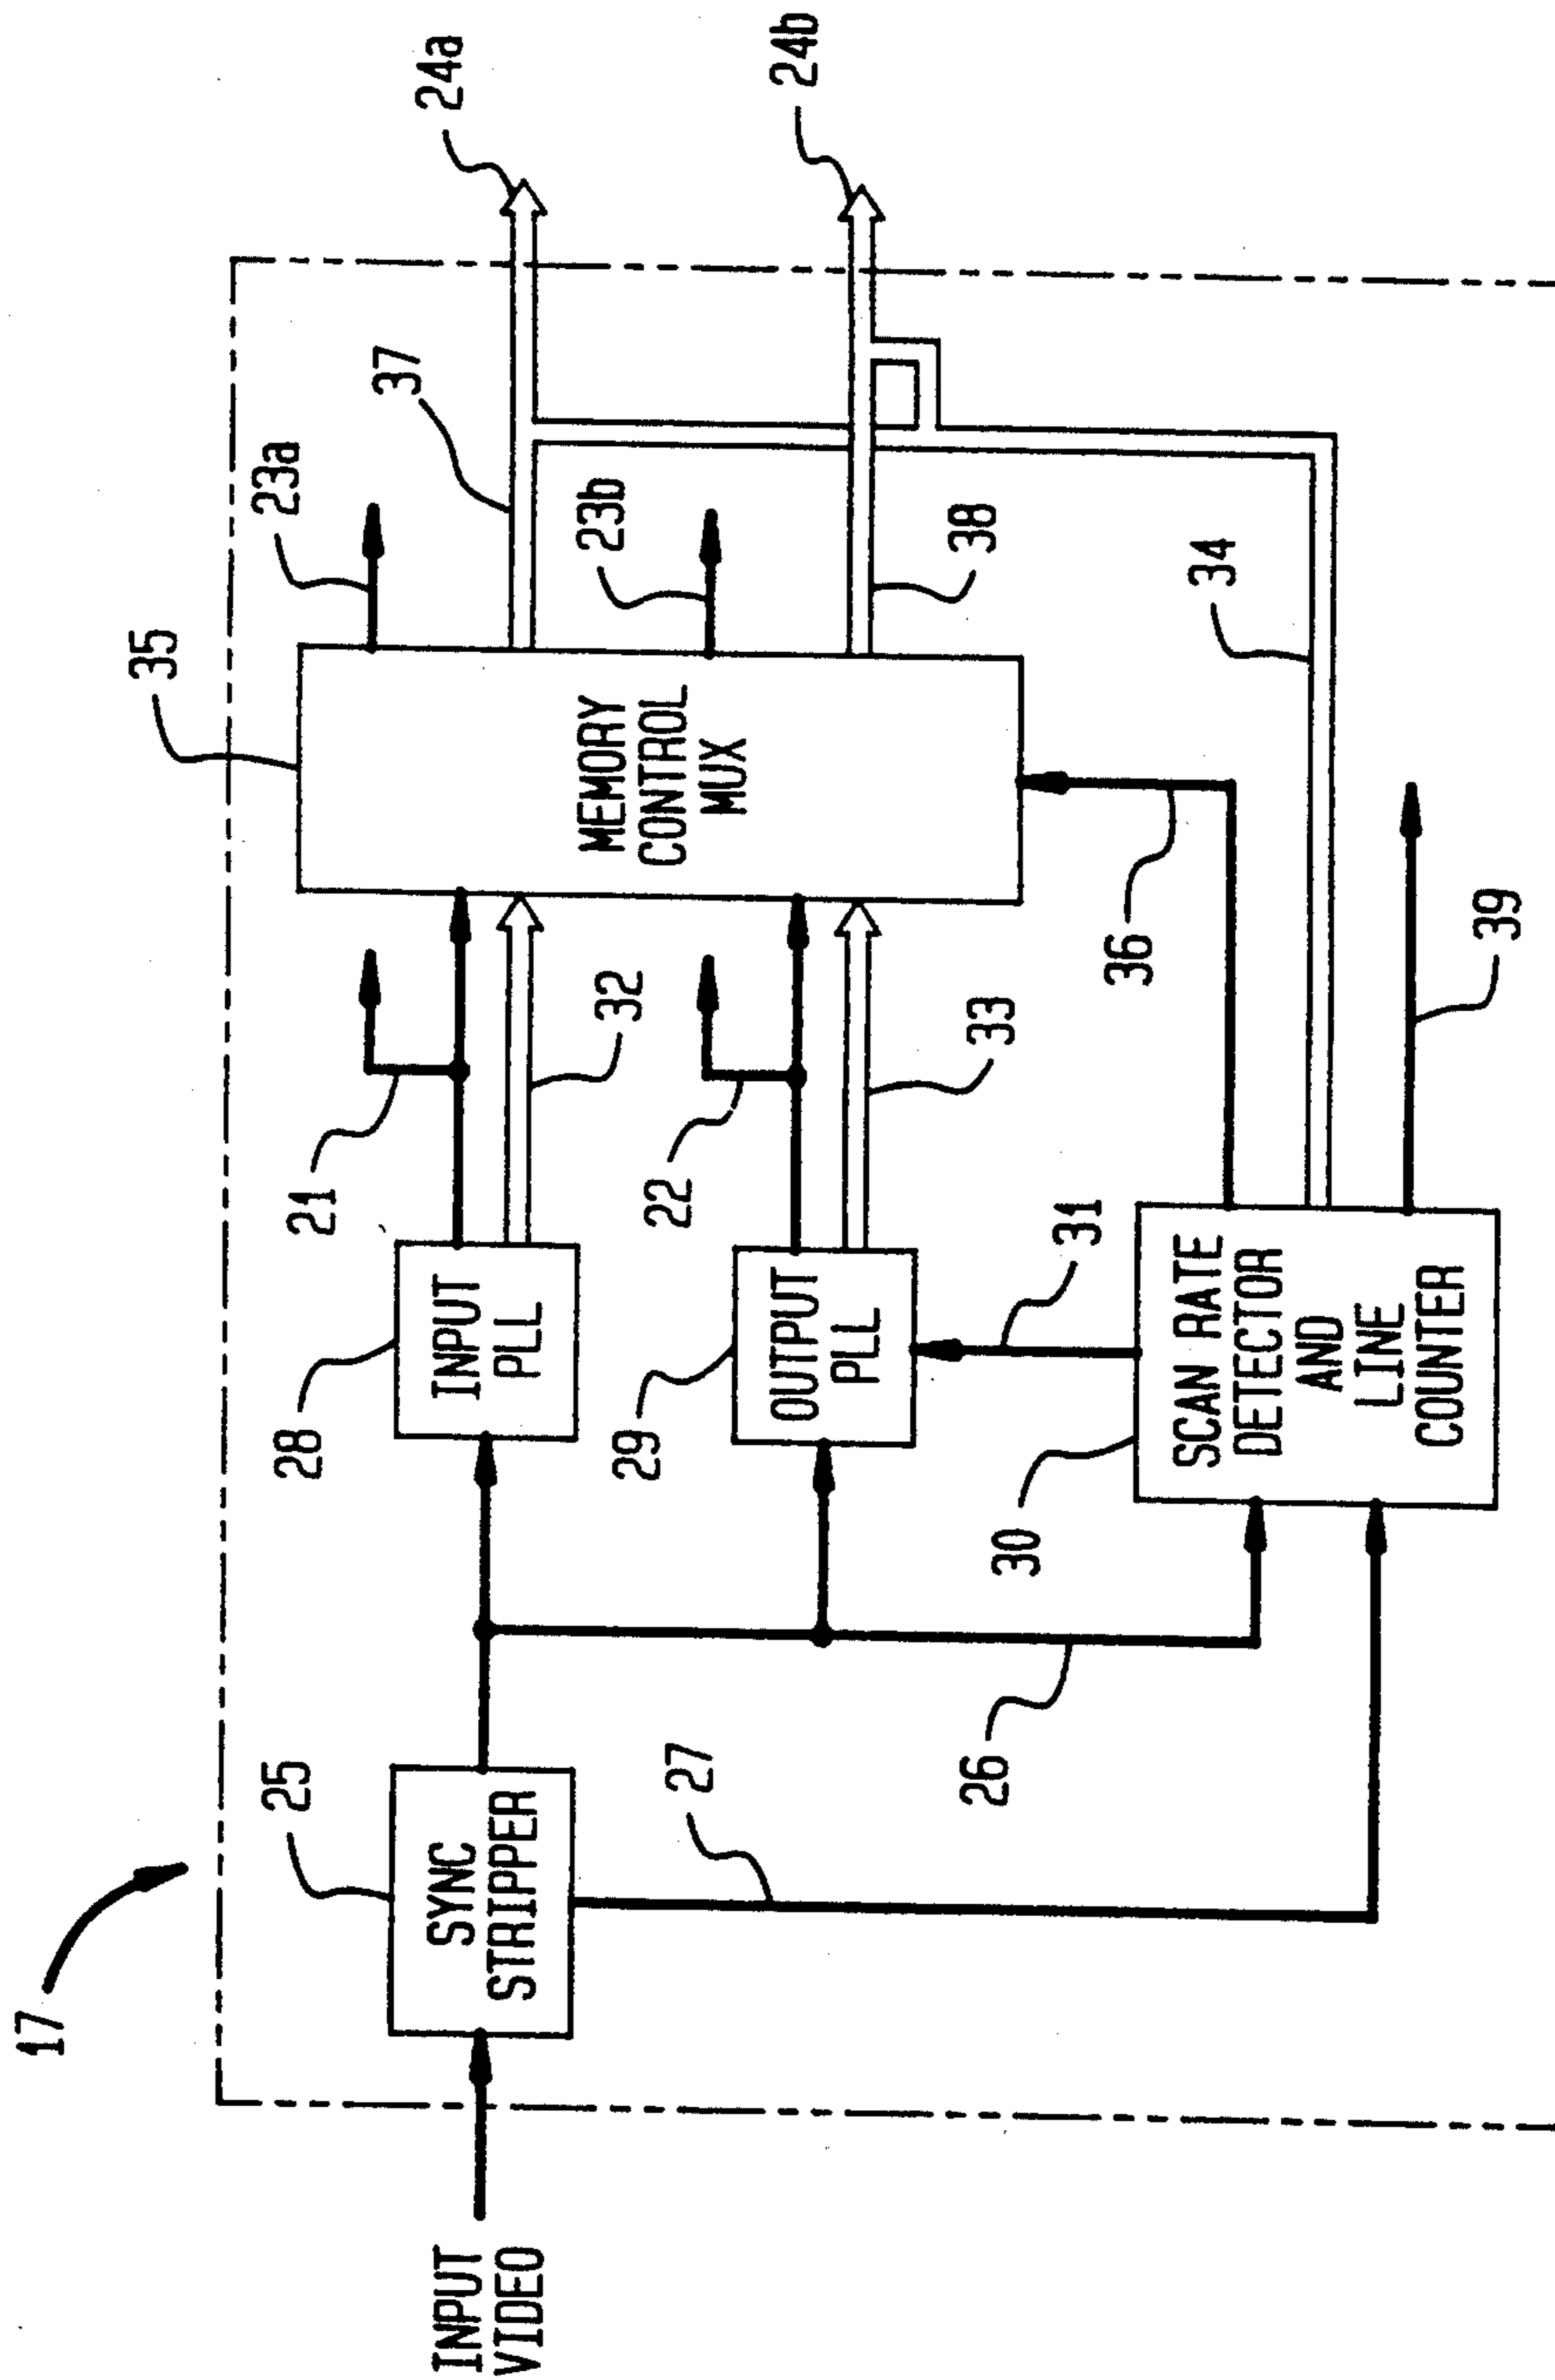 17
INPUT
VIDEO
25
SYNC
STRIPPER
27
26
28
INPUT
PLL
29
OUTPUT
PLL
30
SCAN RATE
DETECTOR
AND
LINE
COUNTER
31
21
32
22
33
35
MEMORY
CONTROL
MUX
36
39
23a
37
23b
38
34
24a
24b